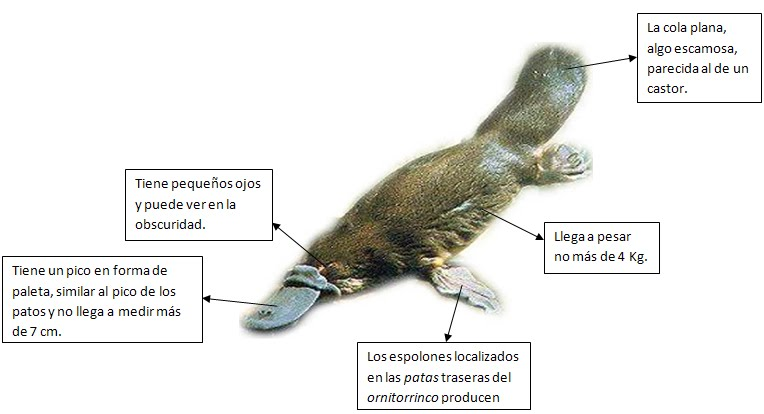 La cola plana,
algo escamosa,
parecida al de un
castor.
Tiene pequeños ojos
y puede ver en la
obscuridad.
Llega a pesar
no más de 4 Kg.
Tiene un pico en forma de
paleta, similar al pico de los
patos y no llega a medir más
de 7 cm.
Los espolones localizados
en las patas traseras del
ornitorrinco producen